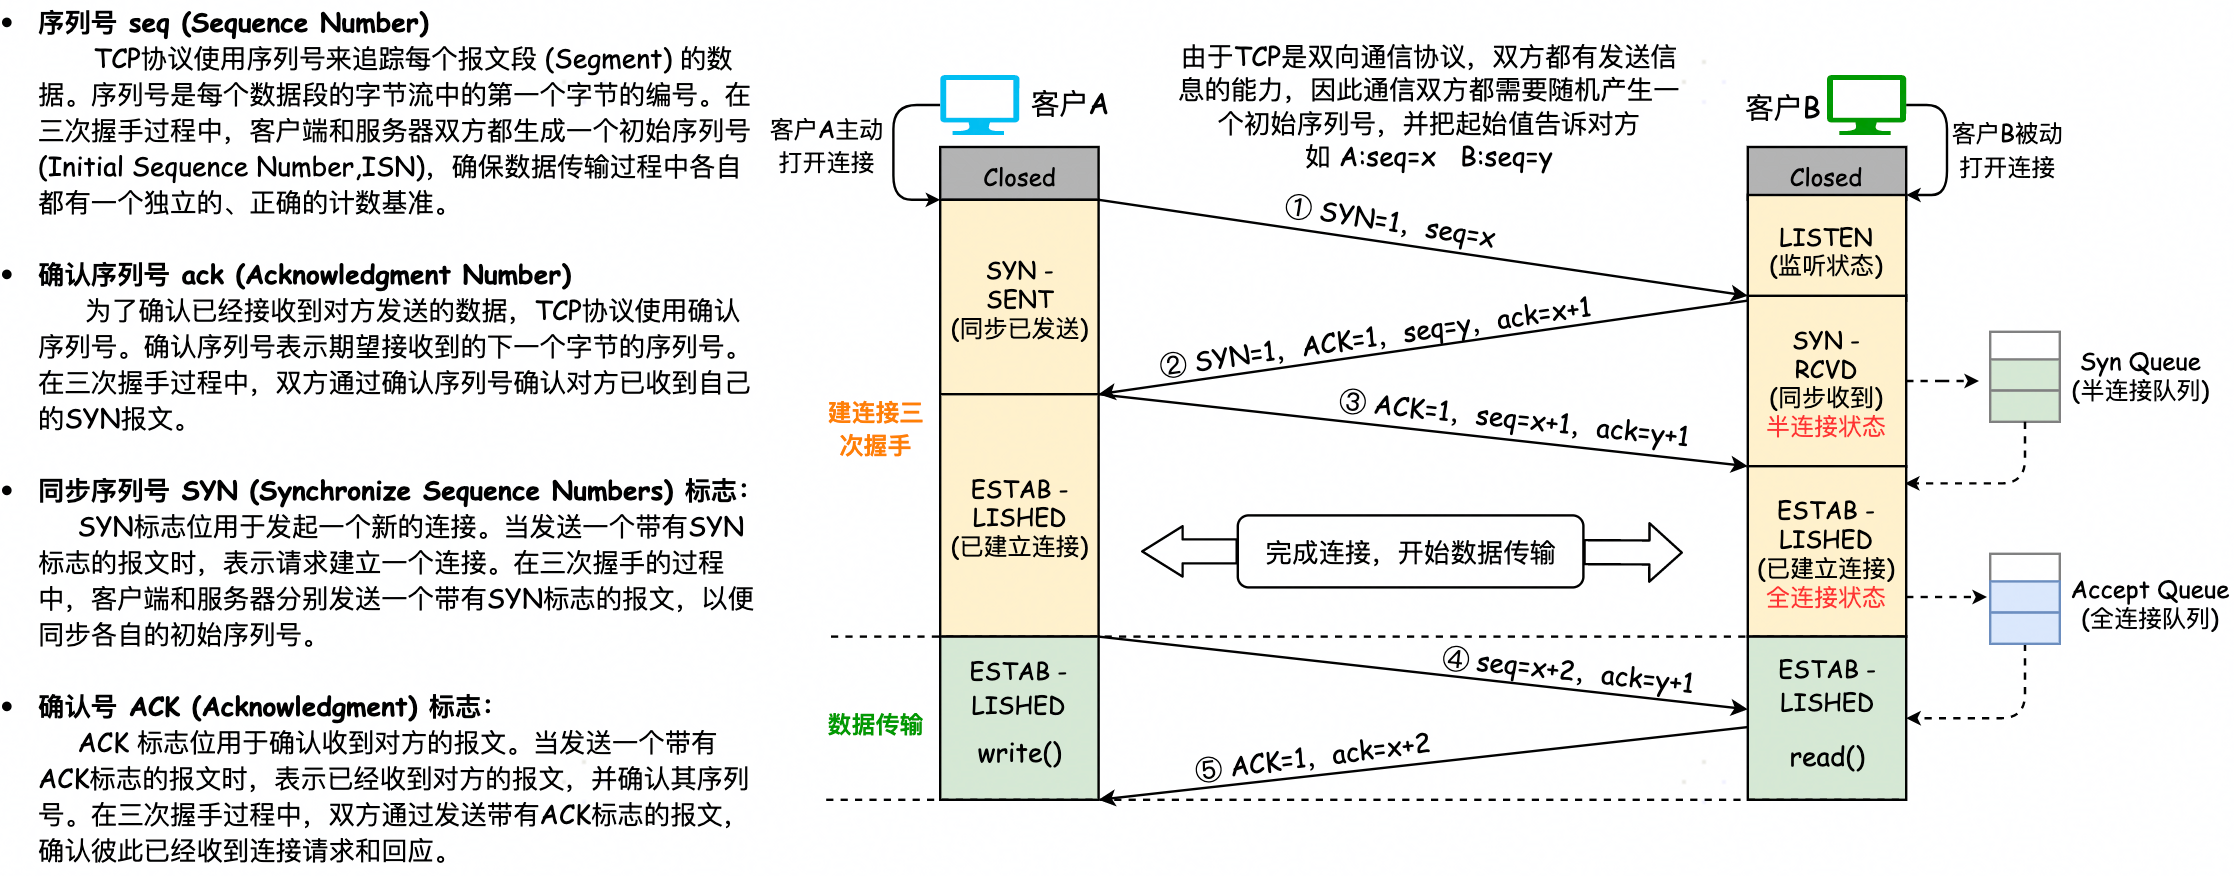 序列号 seq (Sequence Number)
TCP协议使用序列号来追踪每个报文段 (Segment) 的数
据。序列号是每个数据段的字节流中的第一个字节的编号。在
三次握手过程中，客户端和服务器双方都生成一个初始序列号
(Initial Sequence Number,ISN)，确保数据传输过程中各自
都有一个独立的、正确的计数基准。
确认序列号 ack (Acknowledgment Number)
为了确认已经接收到对方发送的数据，TCP协议使用确认
序列号。确认序列号表示期望接收到的下一个字节的序列号。
在三次握手过程中，双方通过确认序列号确认对方已收到自己
的SYN报文。
同步序列号 SYN (Synchronize Sequence Numbers) 标志：
SYN标志位用于发起一个新的连接。当发送一个带有SYN
标志的报文时，表示请求建立一个连接。在三次握手的过程
中，客户端和服务器分别发送一个带有SYN标志的报文，以便
同步各自的初始序列号。
确认号 ACK (Acknowledgment) 标志：
ACK 标志位用于确认收到对方的报文。当发送一个带有
ACK标志的报文时，表示已经收到对方的报文，并确认其序列
号。在三次握手过程中，双方通过发送带有ACK标志的报文，
确认彼此已经收到连接请求和回应。
由于TCP是双向通信协议，双方都有发送信
息的能力，因此通信双方都需要随机产生一
个初始序列号，并把起始值告诉对方
如 A:seq=x B:seq=y
客户A
客户A主动
打开连接
客户B
客户B被动
打开连接
Closed
SYN -
SENT
(同步已发送)
ESTAB -
LISHED
(已建立连接)
ESTAB -
LISHED
write()
建连接三
次握手
数据传输
① SYN=1，seq=x
② SYN=1，ACK=1，seq=y，ack=x+1
③ ACK=1，seq=x+1，ack=y+1
完成连接，开始数据传输
④ seq=x+2，ack=y+1
⑤ ACK=1，ack=x+2
Closed
LISTEN
(监听状态)
SYN -
RCVD
(同步收到)
半连接状态
ESTAB -
LISHED
(已建立连接)
全连接状态
ESTAB -
LISHED
read()
Syn Queue
(半连接队列)
Accept Queue
(全连接队列)